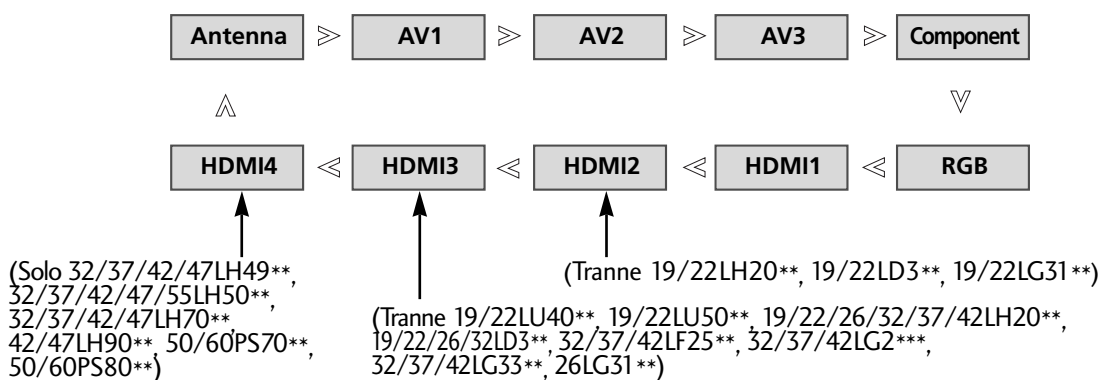 Antenna AV1 AV2 AV3 Component
HDMI4 HDMI3 HDMI2 HDMI1 RGB
(Solo 32/37/42/47LH49**,
32/37/42/47/55LH50**,
32/37/42/47LH70**,
42/47LH90**, 50/60PS70**,
50/60PS80**)
(Tranne 19/22LU40**, 19/22LU50**, 19/22/26/32/37/42LH20**,
19/22/26/32LD3**, 32/37/42LF25**, 32/37/42LG2***,
32/37/42LG33**, 26LG31**)
(Tranne 19/22LH20**, 19/22LD3**, 19/22LG31**)